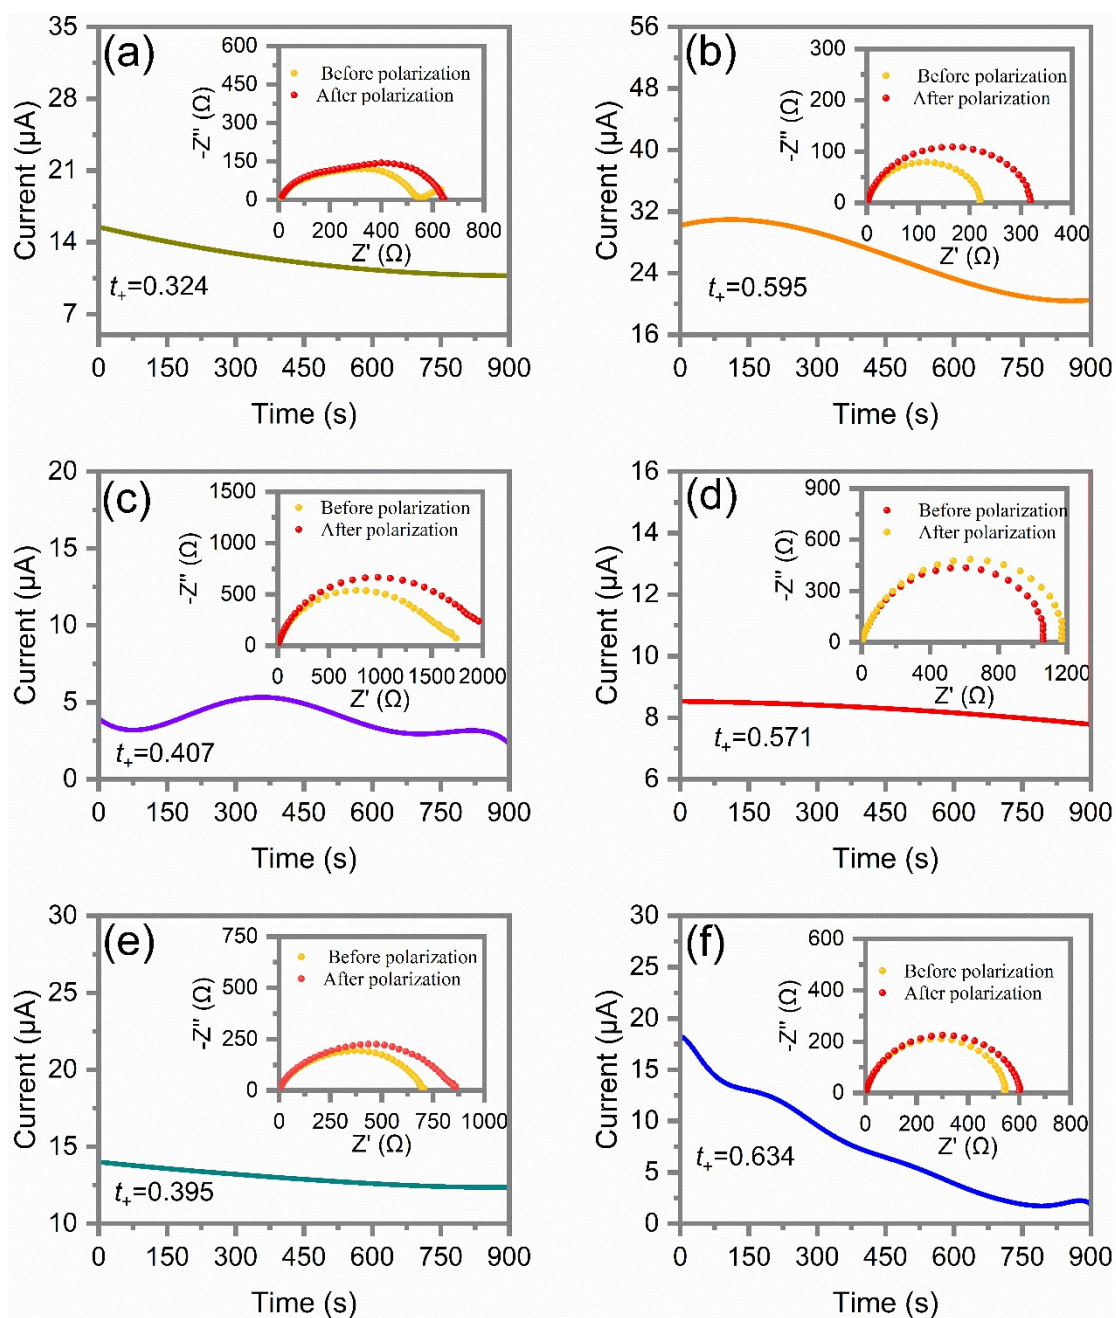 (a)
Current (μA)
35
28
21
14
7
0 150 300 450 600 750 900
Time (s)
t+=0.324
-Z'' (Ω)
600
450
300
150
0
0 200 400 600 800
Z' (Ω)
Before polarization
After polarization
(b)
Current (μA)
56
48
40
32
24
16
0 150 300 450 600 750 900
Time (s)
t+=0.595
-Z'' (Ω)
300
200
100
0
0 100 200 300 400
Z' (Ω)
Before polarization
After polarization
(c)
Current (μA)
20
15
10
5
0
0 150 300 450 600 750 900
Time (s)
t+=0.407
-Z'' (Ω)
1500
1000
500
0
0 500 1000 1500 2000
Z' (Ω)
Before polarization
After polarization
(d)
Current (μA)
16
14
12
10
8
6
0 150 300 450 600 750 900
Time (s)
t+=0.571
-Z'' (Ω)
900
600
300
0
0 400 800 1200
Z' (Ω)
Before polarization
After polarization
(e)
Current (μA)
30
25
20
15
10
0 150 300 450 600 750 900
Time (s)
t+=0.395
-Z'' (Ω)
750
500
250
0
0 250 500 750 1000
Z' (Ω)
Before polarization
After polarization
(f)
Current (μA)
30
25
20
15
10
5
0
0 150 300 450 600 750 900
Time (s)
t+=0.634
-Z'' (Ω)
600
400
200
0
0 200 400 600 800
Z' (Ω)
Before polarization
After polarization